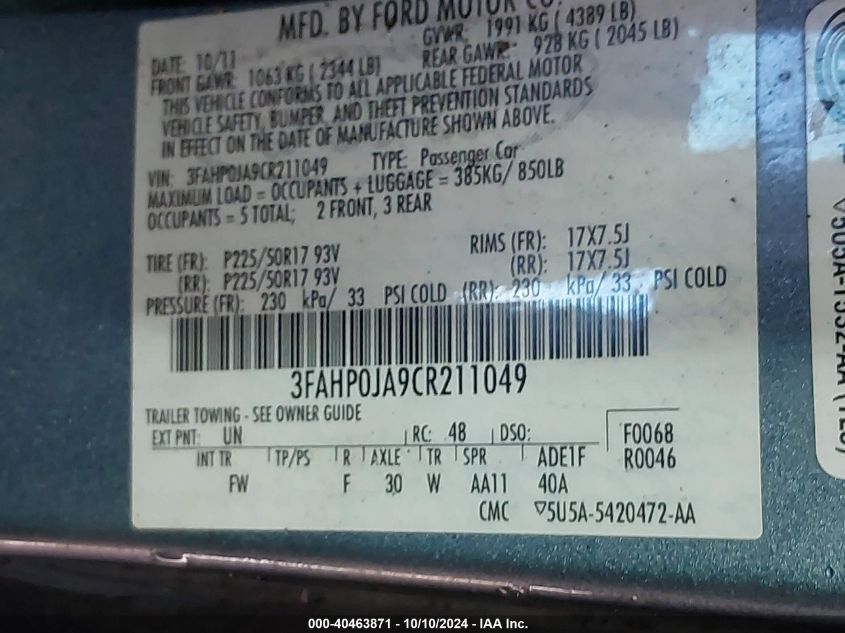 MFD. BY FORD MOTOR CO.
DATE: 10/11 GVWR: 1991 KG ( 4389 LB)
FRONT GAWR: 1063 KG ( 2344 LB) REAR GAWR: 928 KG ( 2045 LB)
THIS VEHICLE CONFORMS TO ALL APPLICABLE FEDERAL MOTOR
VEHICLE SAFETY, BUMPER, AND THEFT PREVENTION STANDARDS
IN EFFECT ON THE DATE OF MANUFACTURE SHOWN ABOVE.
VIN: 3FAHP0JA9CR211049 TYPE: Passenger Car
MAXIMUM LOAD = OCCUPANTS + LUGGAGE = 385KG/ 850LB
OCCUPANTS = 5 TOTAL; 2 FRONT, 3 REAR
TIRE (FR): P225/50R17 93V RIMS (FR): 17X7.5J
(RR): P225/50R17 93V (RR): 17X7.5J
PRESSURE (FR): 230 kPa/ 33 PSI COLD (RR): 230 kPa/ 33 PSI COLD
3FAHP0JA9CR211049
TRAILER TOWING - SEE OWNER GUIDE
EXT PNT: UN RC: 48 DSO: F0068
INT TR TP/PS R AXLE TR SPR ADE1F R0046
FW F 30 W AA11 40A
CMC ▽5U5A-5420472-AA
000-40463871 - 10/10/2024 - IAA Inc.